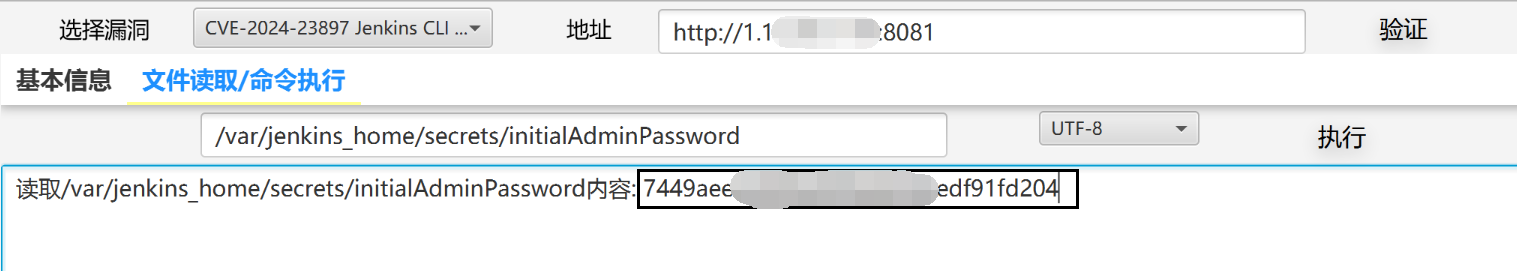 选择漏洞 CVE-2024-23897 Jenkins CLI ... 地址 http://1.1 :8081 验证
基本信息 文件读取/命令执行
/var/jenkins_home/secrets/initialAdminPassword UTF-8 执行
读取/var/jenkins_home/secrets/initialAdminPassword内容: 7449aee edf91fd204